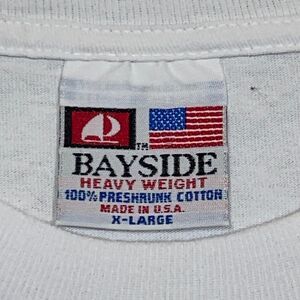 TM
BAYSIDE
HEAVY WEIGHT
100% PRESHRUNK COTTON
MADE IN U.S.A.
X-LARGE